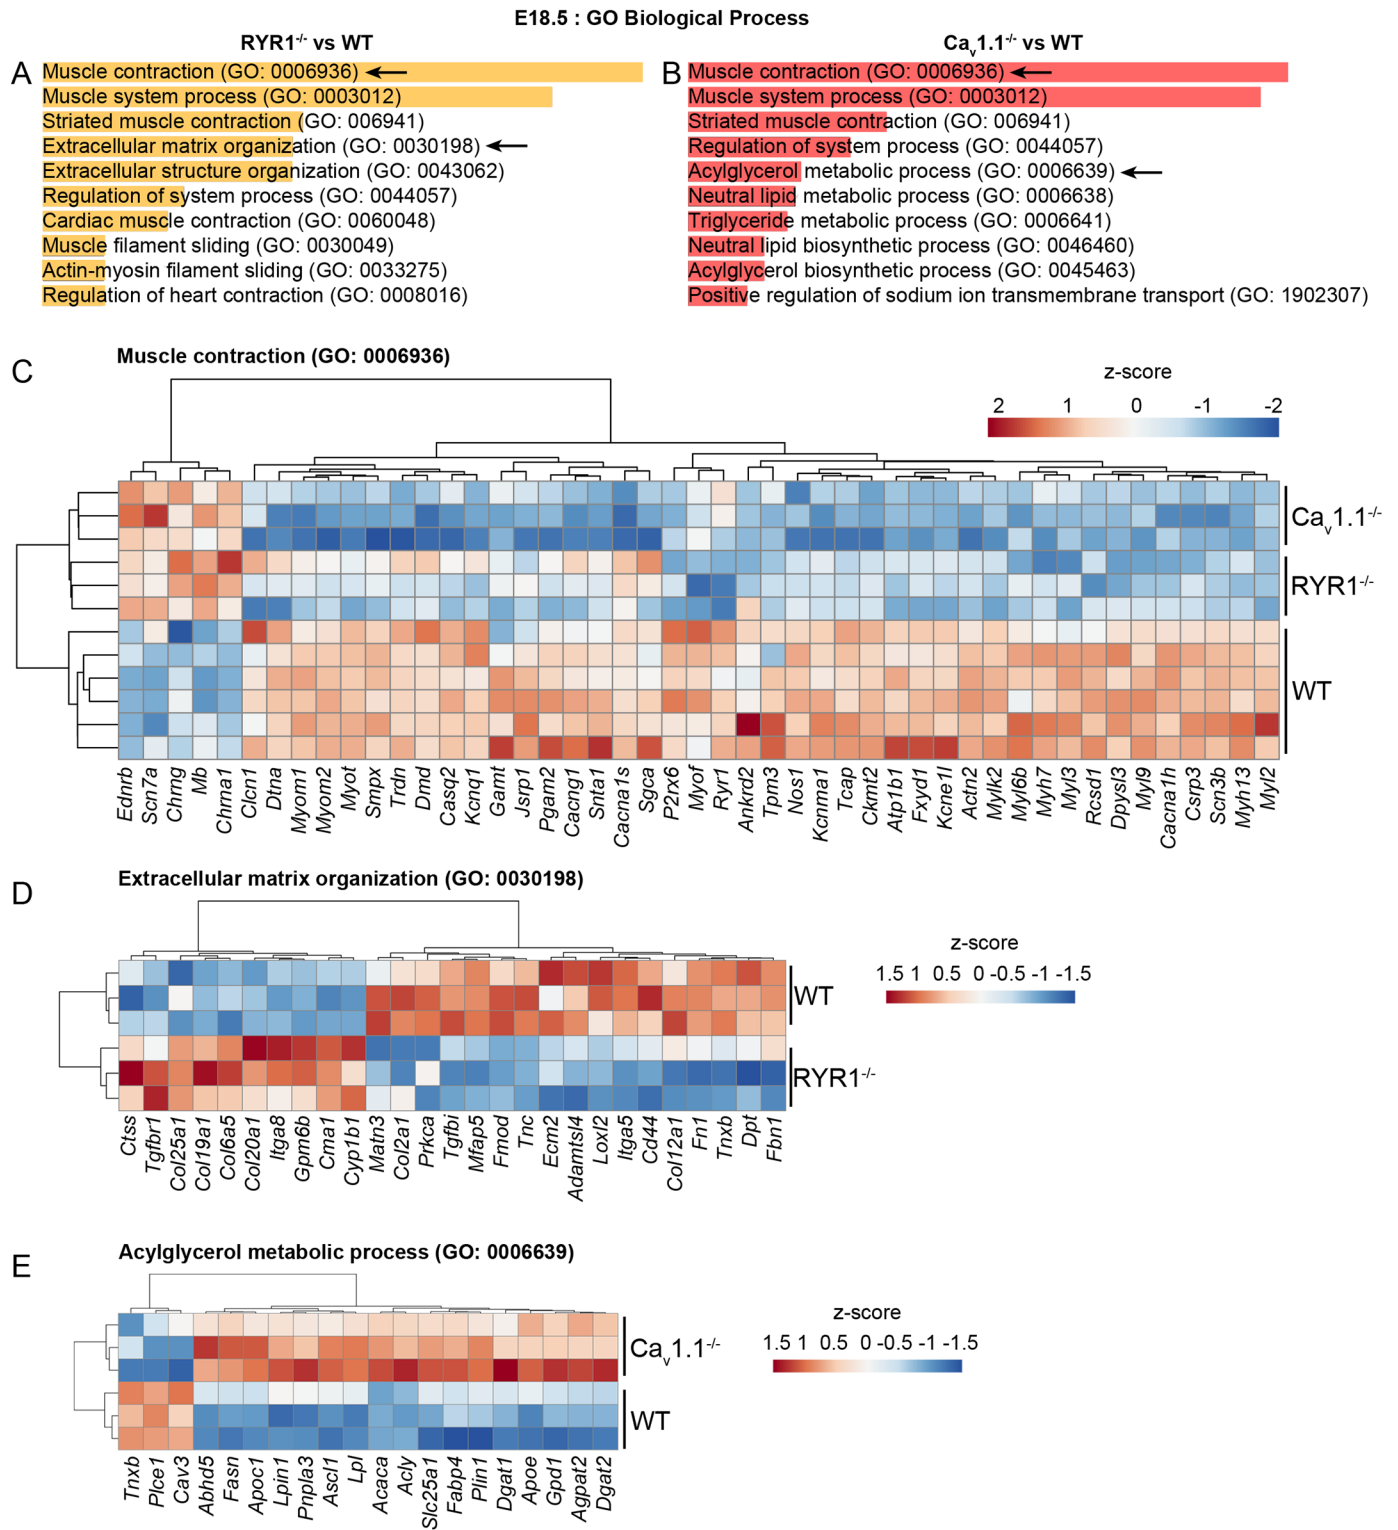 E18.5 : GO Biological Process
RYR1-/- vs WT
Cav1.1-/- vs WT
A
Muscle contraction (GO: 0006936)
Muscle system process (GO: 0003012)
Striated muscle contraction (GO: 006941)
Extracellular matrix organization (GO: 0030198)
Extracellular structure organization (GO: 0043062)
Regulation of system process (GO: 0044057)
Cardiac muscle contraction (GO: 0060048)
Muscle filament sliding (GO: 0030049)
Actin-myosin filament sliding (GO: 0033275)
Regulation of heart contraction (GO: 0008016)
B
Muscle contraction (GO: 0006936)
Muscle system process (GO: 0003012)
Striated muscle contraction (GO: 006941)
Regulation of system process (GO: 0044057)
Acylglycerol metabolic process (GO: 0006639)
Neutral lipid metabolic process (GO: 0006638)
Triglyceride metabolic process (GO: 0006641)
Neutral lipid biosynthetic process (GO: 0046460)
Acylglycerol biosynthetic process (GO: 0045463)
Positive regulation of sodium ion transmembrane transport (GO: 1902307)
C
Muscle contraction (GO: 0006936)
z-score
2 1 0 -1 -2
Cav1.1-/-
RYR1-/-
WT
Ednrb Scn7a Chrng Mb Chrna1 Clcn1 Dtna Myom1 Myom2 Myot Smpx Trdn Dmd Casq2 Kcnq1 Gamt Jsrp1 Pgam2 Cacng1 Snta1 Cacna1s Sgca P2rx6 Myof Ryr1 Ankrd2 Tpm3 Nos1 Kcnma1 Tcap Ckmt2 Atp1b1 Fxyd1 Kcne1l Actn2 Mylk2 Myl6b Myh7 Myl3 Rcsd1 Dpysl3 Myl9 Cacna1h Csrp3 Scn3b Myh13 Myl2
D
Extracellular matrix organization (GO: 0030198)
z-score
1.5 1 0.5 0 -0.5 -1 -1.5
WT
RYR1-/-
Ctss Tgfbr1 Col25a1 Col19a1 Col6a5 Col20a1 Itga8 Gpm6b Cma1 Cyp1b1 Matn3 Col2a1 Prkca Tgfbi Mfap5 Fmod Tnc Ecm2 Adamtsl4 Loxl2 Itga5 Cd44 Col12a1 Fn1 Tnxb Dpt Fbn1
E
Acylglycerol metabolic process (GO: 0006639)
z-score
1.5 1 0.5 0 -0.5 -1 -1.5
Cav1.1-/-
WT
Tnxb Plce1 Cav3 Abhd5 Fasn Apoc1 Lpin1 Pnpla3 Ascl1 Lpl Acaca Acly Slc25a1 Fabp4 Plin1 Dgat1 Apoe Gpd1 Agpat2 Dgat2